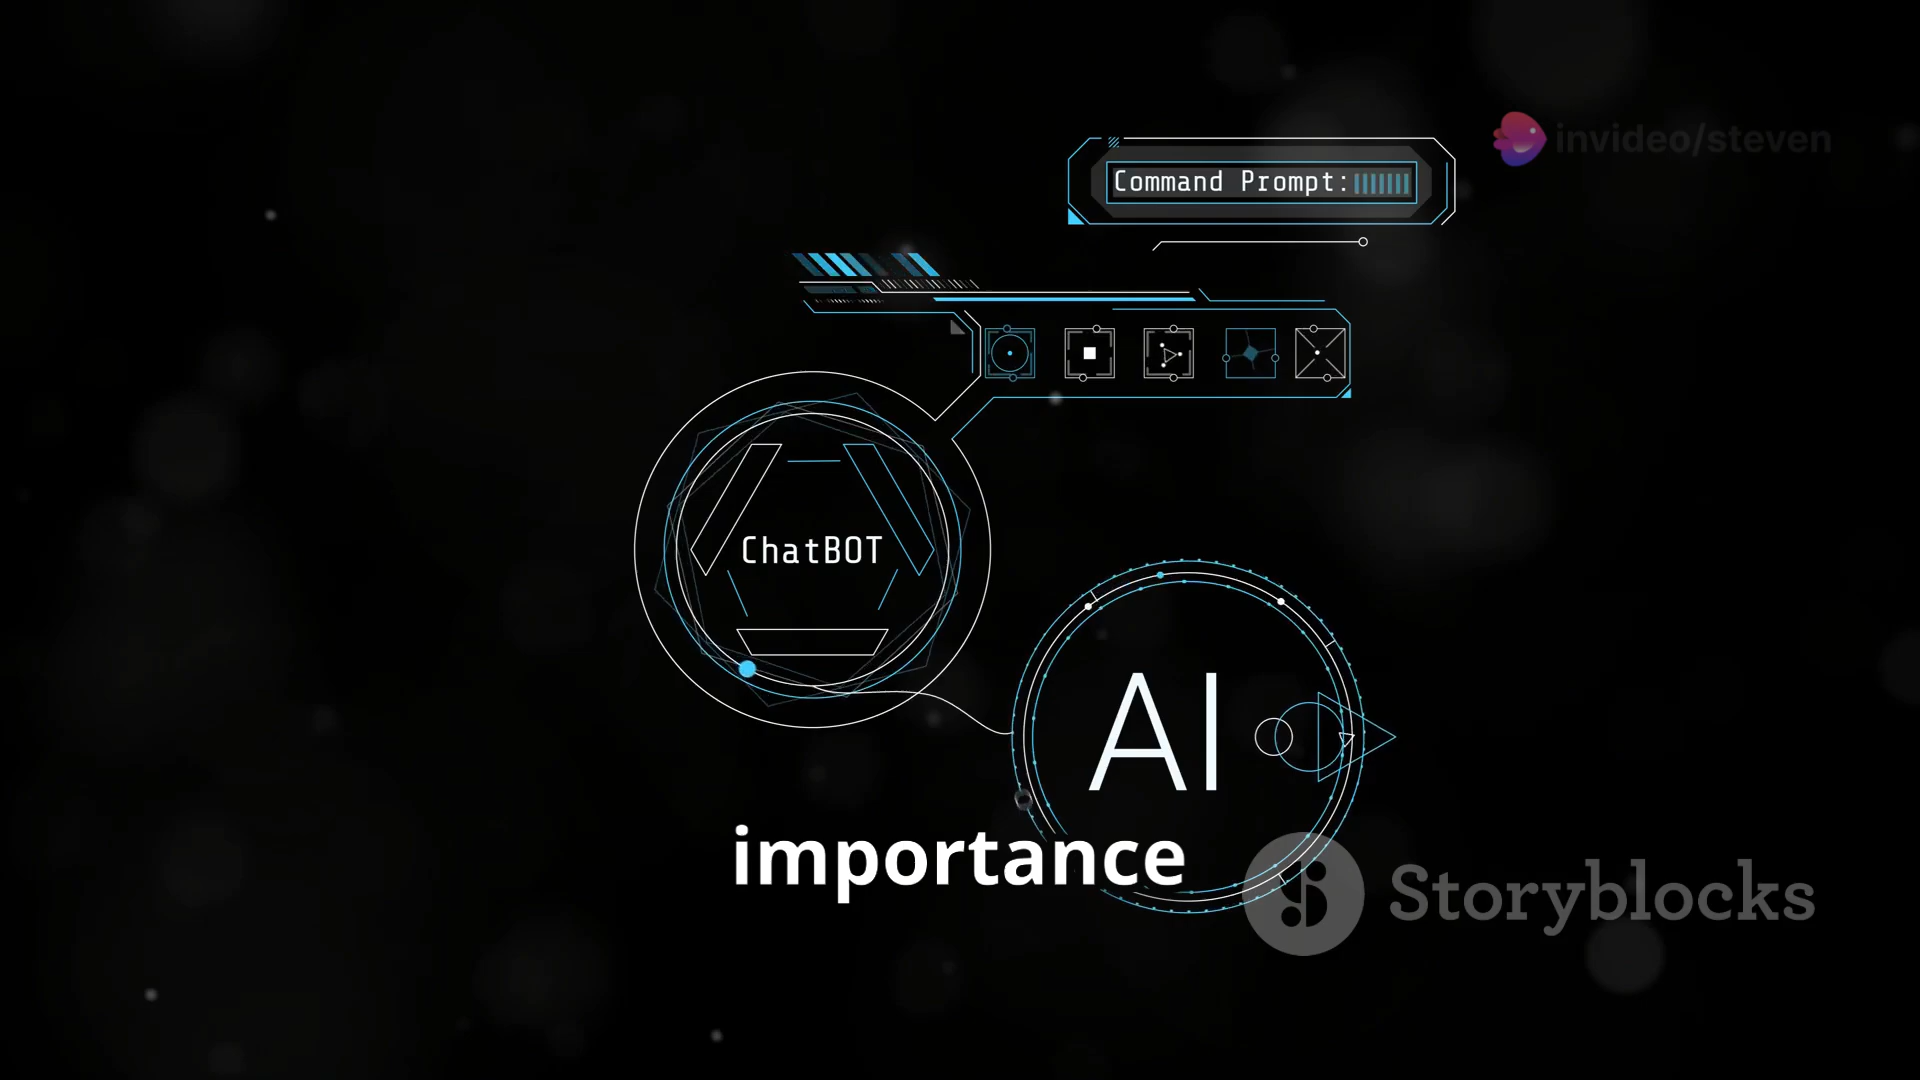 invideo/steven
Command Prompt:
ChatBOT
AI
importance
Storyblocks